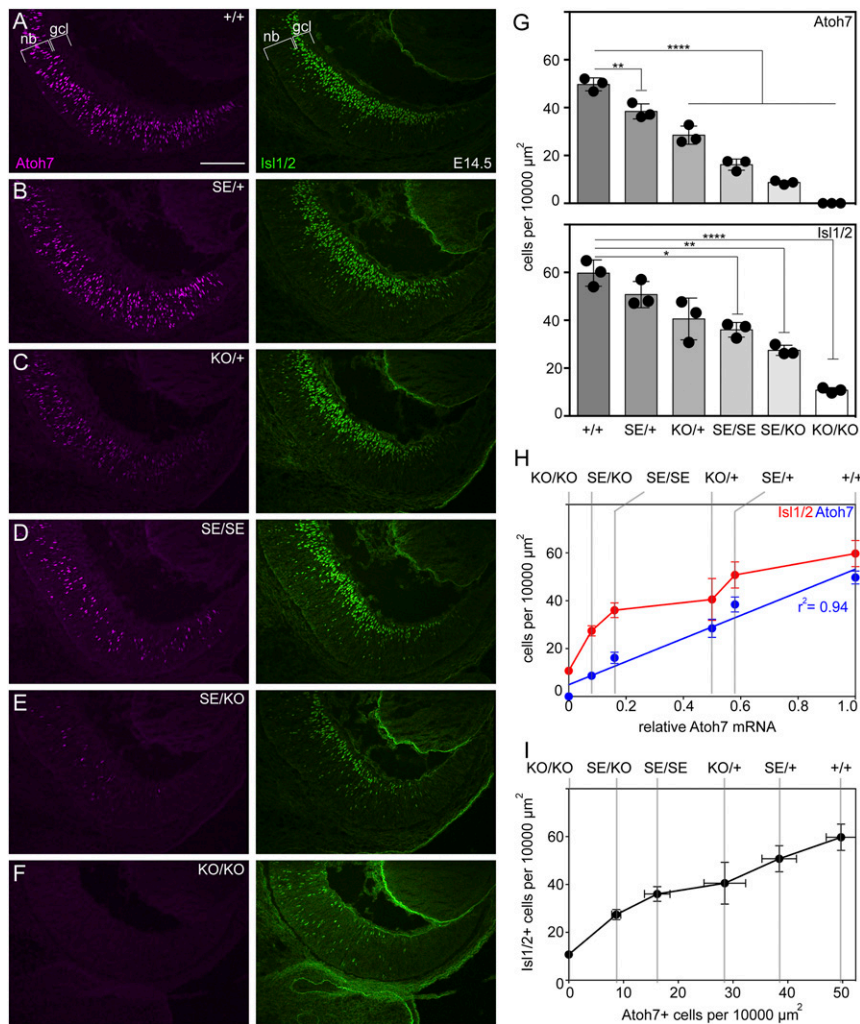 A
+/+
nb
gcl
nb
gcl
Atoh7
Isl1/2
E14.5
B
SE/+
C
KO/+
D
SE/SE
E
SE/KO
F
KO/KO
G
Atoh7
60
40
20
0
**
****
cells per 10000 µm²
Isl1/2
60
40
20
0
****
**
*
+/+ SE/+ KO/+ SE/SE SE/KO KO/KO
H
KO/KO SE/KO SE/SE KO/+ SE/+ +/+
Isl1/2 Atoh7
60
40
20
0
cells per 10000 µm²
r²= 0.94
0 0.2 0.4 0.6 0.8 1.0
relative Atoh7 mRNA
I
KO/KO SE/KO SE/SE KO/+ SE/+ +/+
60
40
20
0
Isl1/2+ cells per 10000 µm²
0 10 20 30 40 50
Atoh7+ cells per 10000 µm²